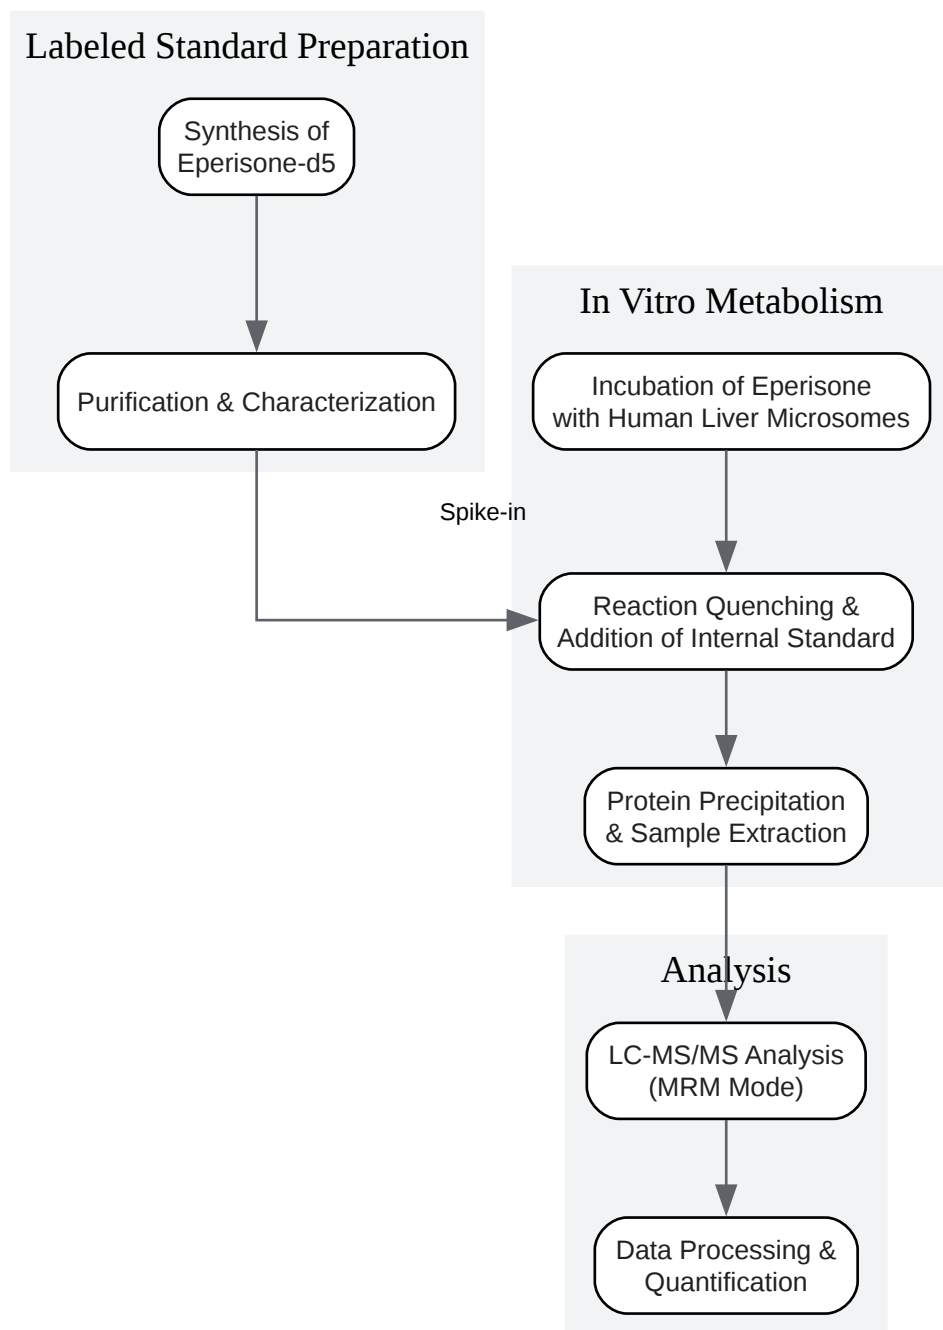 Labeled Standard Preparation
Synthesis of
Eperisone-d5
Purification & Characterization
Spike-in
In Vitro Metabolism
Incubation of Eperisone
with Human Liver Microsomes
Reaction Quenching &
Addition of Internal Standard
Protein Precipitation
& Sample Extraction
Analysis
LC-MS/MS Analysis
(MRM Mode)
Data Processing &
Quantification